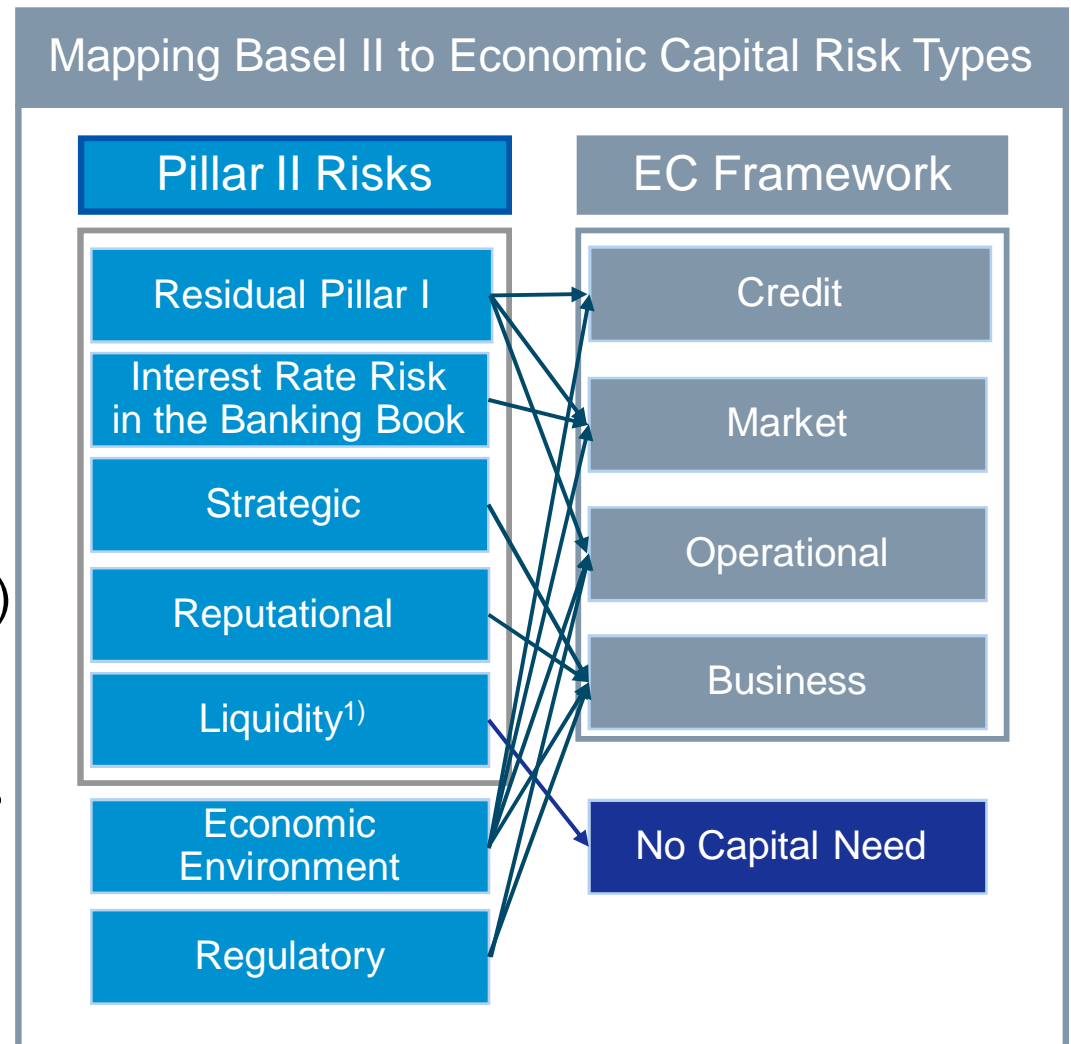 Mapping Basel II to Economic Capital Risk Types
Pillar II Risks
EC Framework
Residual Pillar I
Interest Rate Risk
in the Banking Book
Strategic
Reputational
Liquidity1)
Economic
Environment
Regulatory
Credit
Market
Operational
Business
No Capital Need
)